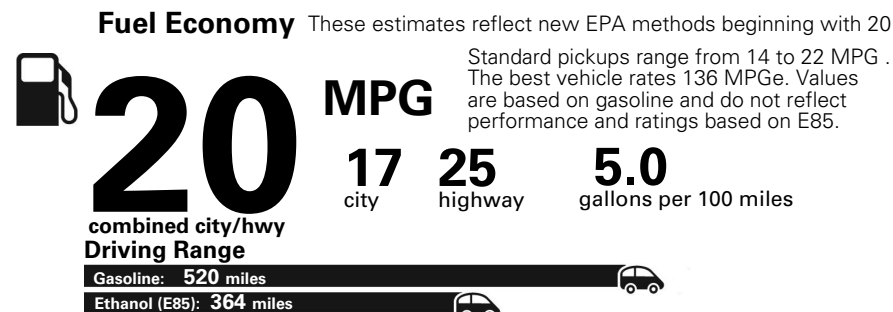 Fuel Economy These estimates reflect new EPA methods beginning with 20
Standard pickups range from 14 to 22 MPG .
The best vehicle rates 136 MPGe. Values
are based on gasoline and do not reflect
performance and ratings based on E85.
20 MPG
combined city/hwy
17 city
25 highway
5.0 gallons per 100 miles
Driving Range
Gasoline: 520 miles
Ethanol (E85): 364 miles